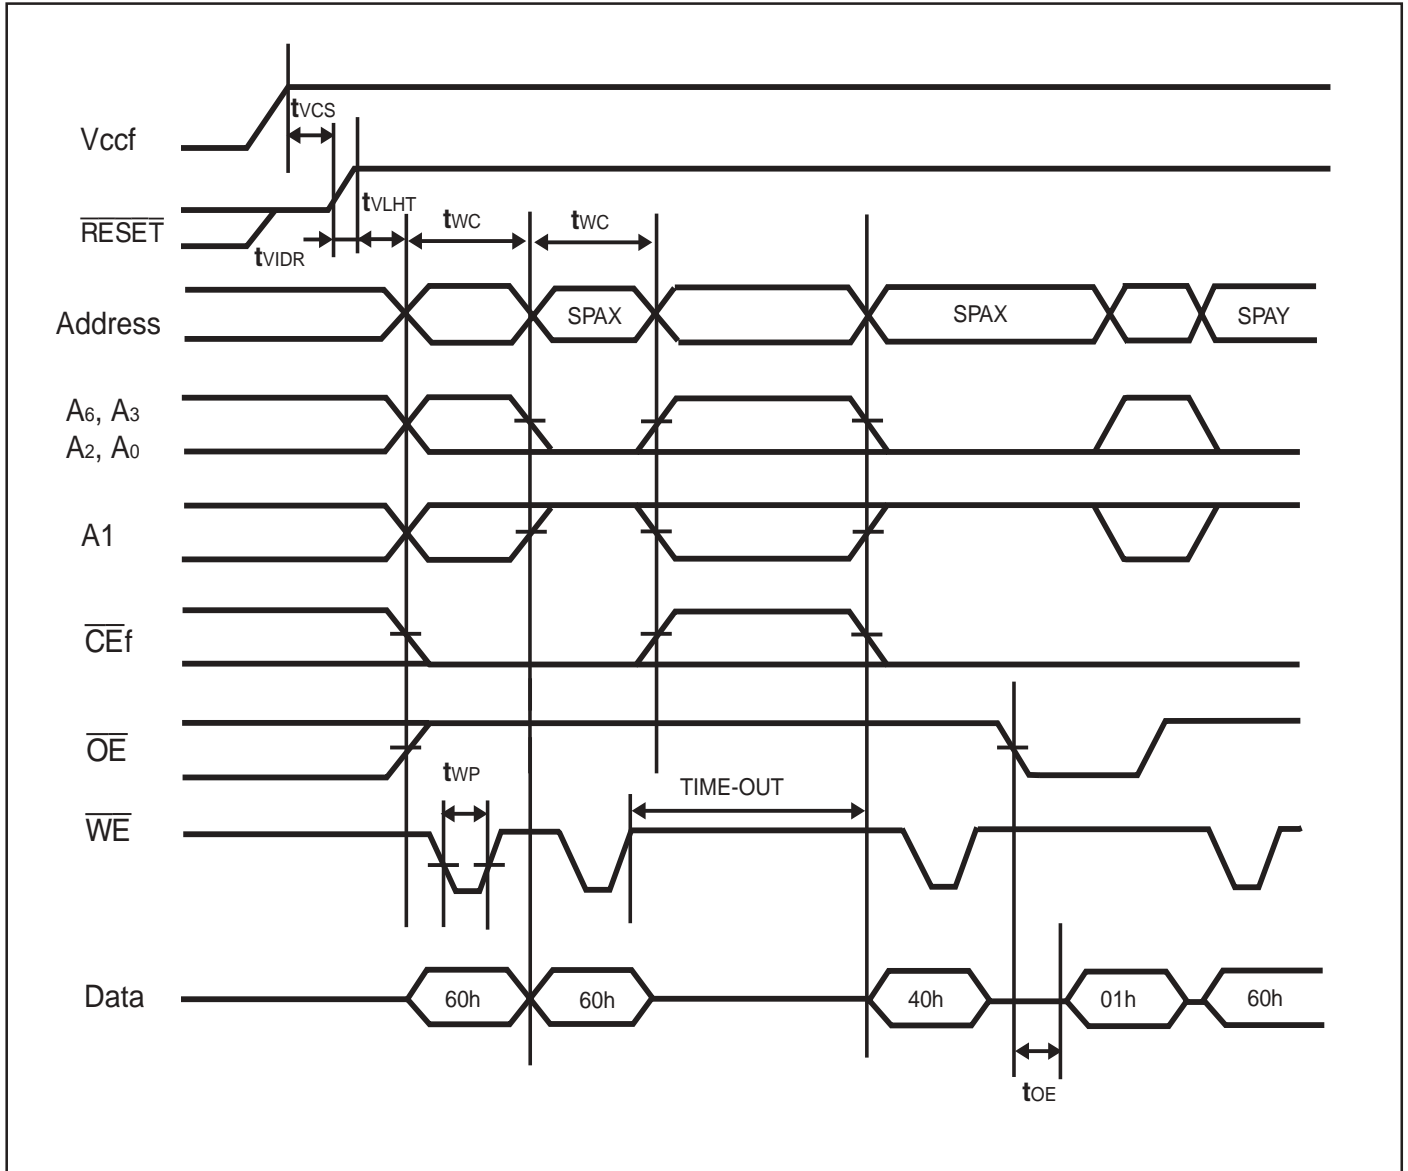 tVCS
Vccf
tVLHT
tWC
tWC
RESET
tVIDR
Address
SPAX
SPAX
SPAY
A6, A3
A2, A0
A1
CEf
OE
tWP
TIME-OUT
WE
Data
60h
60h
40h
01h
60h
tOE